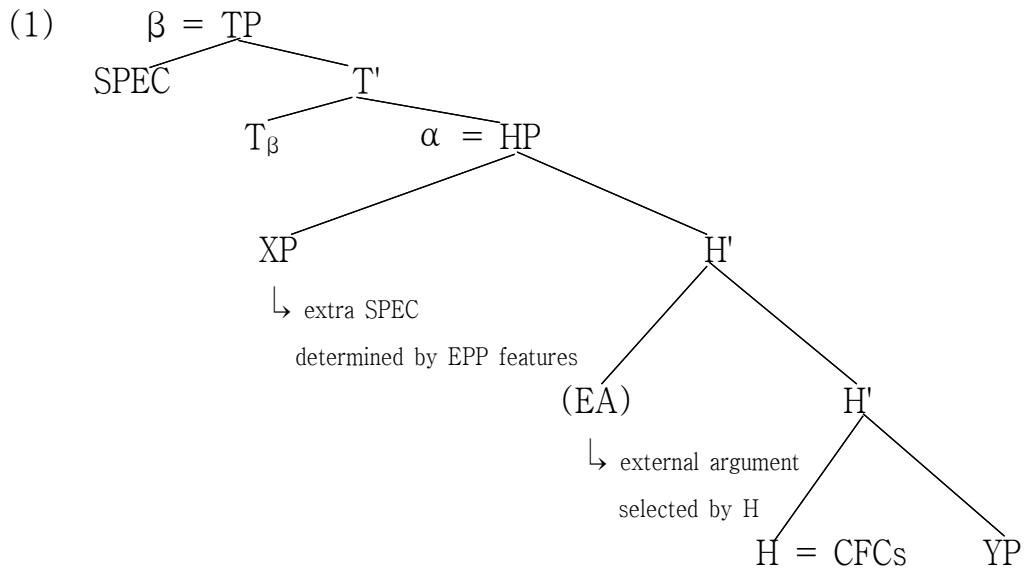 (1) β = TP
SPEC T'
Tβ α = HP
XP H'
↳ extra SPEC
determined by EPP features
(EA) H'
↳ external argument
selected by H
H = CFCs YP